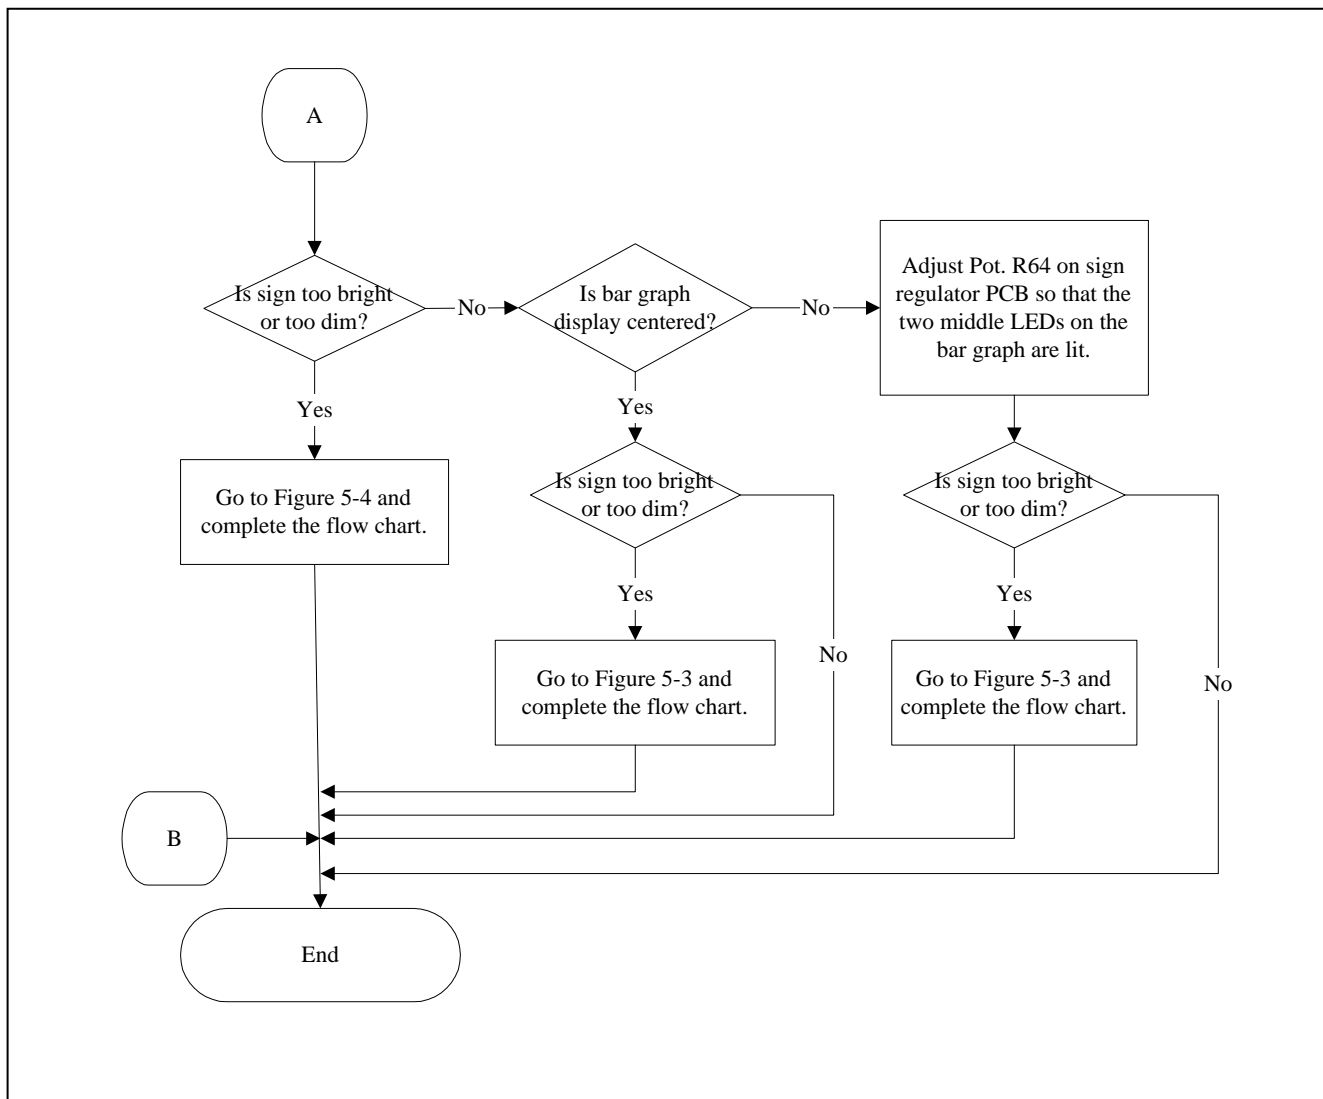 A
Is sign too bright
or too dim?
No
Is bar graph
display centered?
No
Adjust Pot. R64 on sign
regulator PCB so that the
two middle LEDs on the
bar graph are lit.
Yes
Yes
Go to Figure 5-4 and
complete the flow chart.
Is sign too bright
or too dim?
Is sign too bright
or too dim?
Yes
Yes
No
No
Go to Figure 5-3 and
complete the flow chart.
Go to Figure 5-3 and
complete the flow chart.
B
End